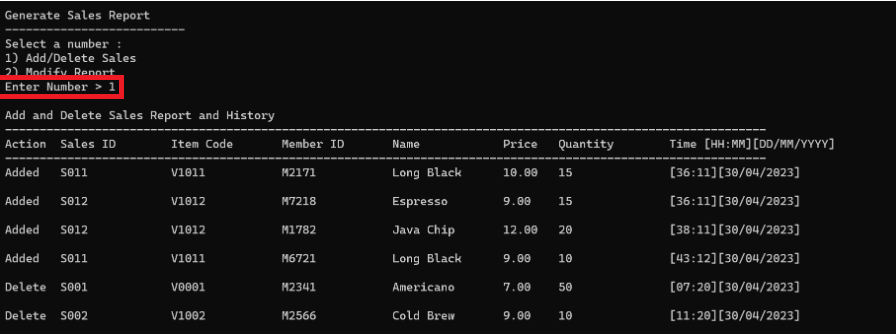 Generate Sales Report
--------------------------
Select a number :
1) Add/Delete Sales
2) Modify Report
Enter Number > 1
Add and Delete Sales Report and History
Action Sales ID Item Code Member ID Name Price Quantity Time [HH:MM][DD/MM/YYYY]
Added S011 V1011 M2171 Long Black 10.00 15 [36:11][30/04/2023]
Added S012 V1012 M7218 Espresso 9.00 15 [36:11][30/04/2023]
Added S012 V1012 M1782 Java Chip 12.00 20 [38:11][30/04/2023]
Added S011 V1011 M6721 Long Black 9.00 10 [43:12][30/04/2023]
Delete S001 V0001 M2341 Americano 7.00 50 [07:20][30/04/2023]
Delete S002 V1002 M2566 Cold Brew 9.00 10 [11:20][30/04/2023]